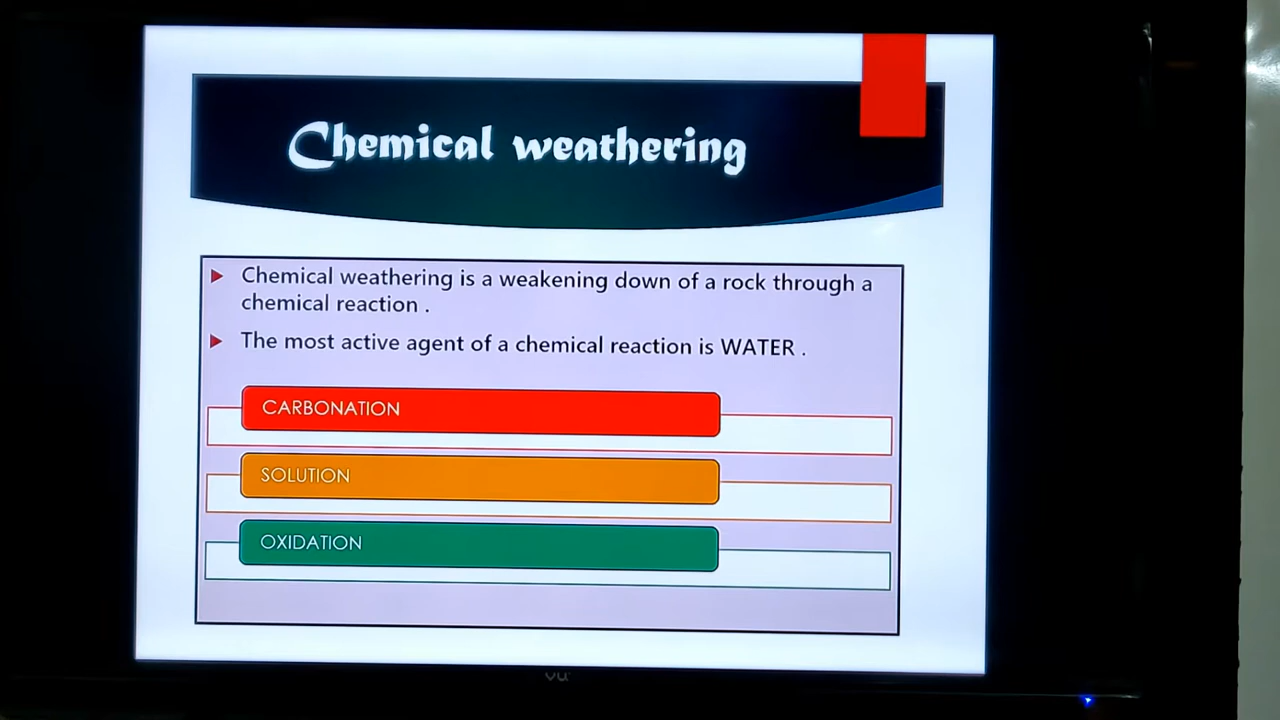 Chemical weathering
Chemical weathering is a weakening down of a rock through a
chemical reaction .
The most active agent of a chemical reaction is WATER .
CARBONATION
SOLUTION
OXIDATION
vu